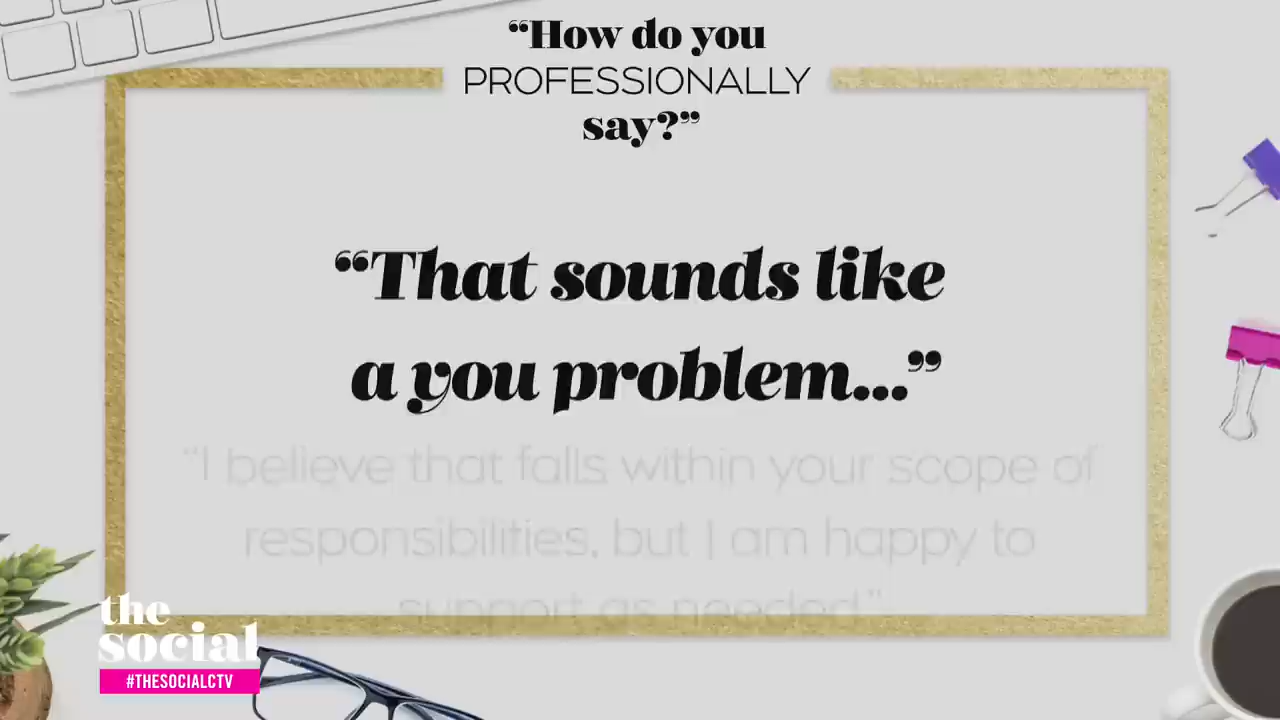 “How do you
PROFESSIONALLY
say?”
“That sounds like
a you problem...”
“I believe that falls within your scope of
responsibilities, but I am happy to
support as needed.”
the
social
#THESOCIALCTV